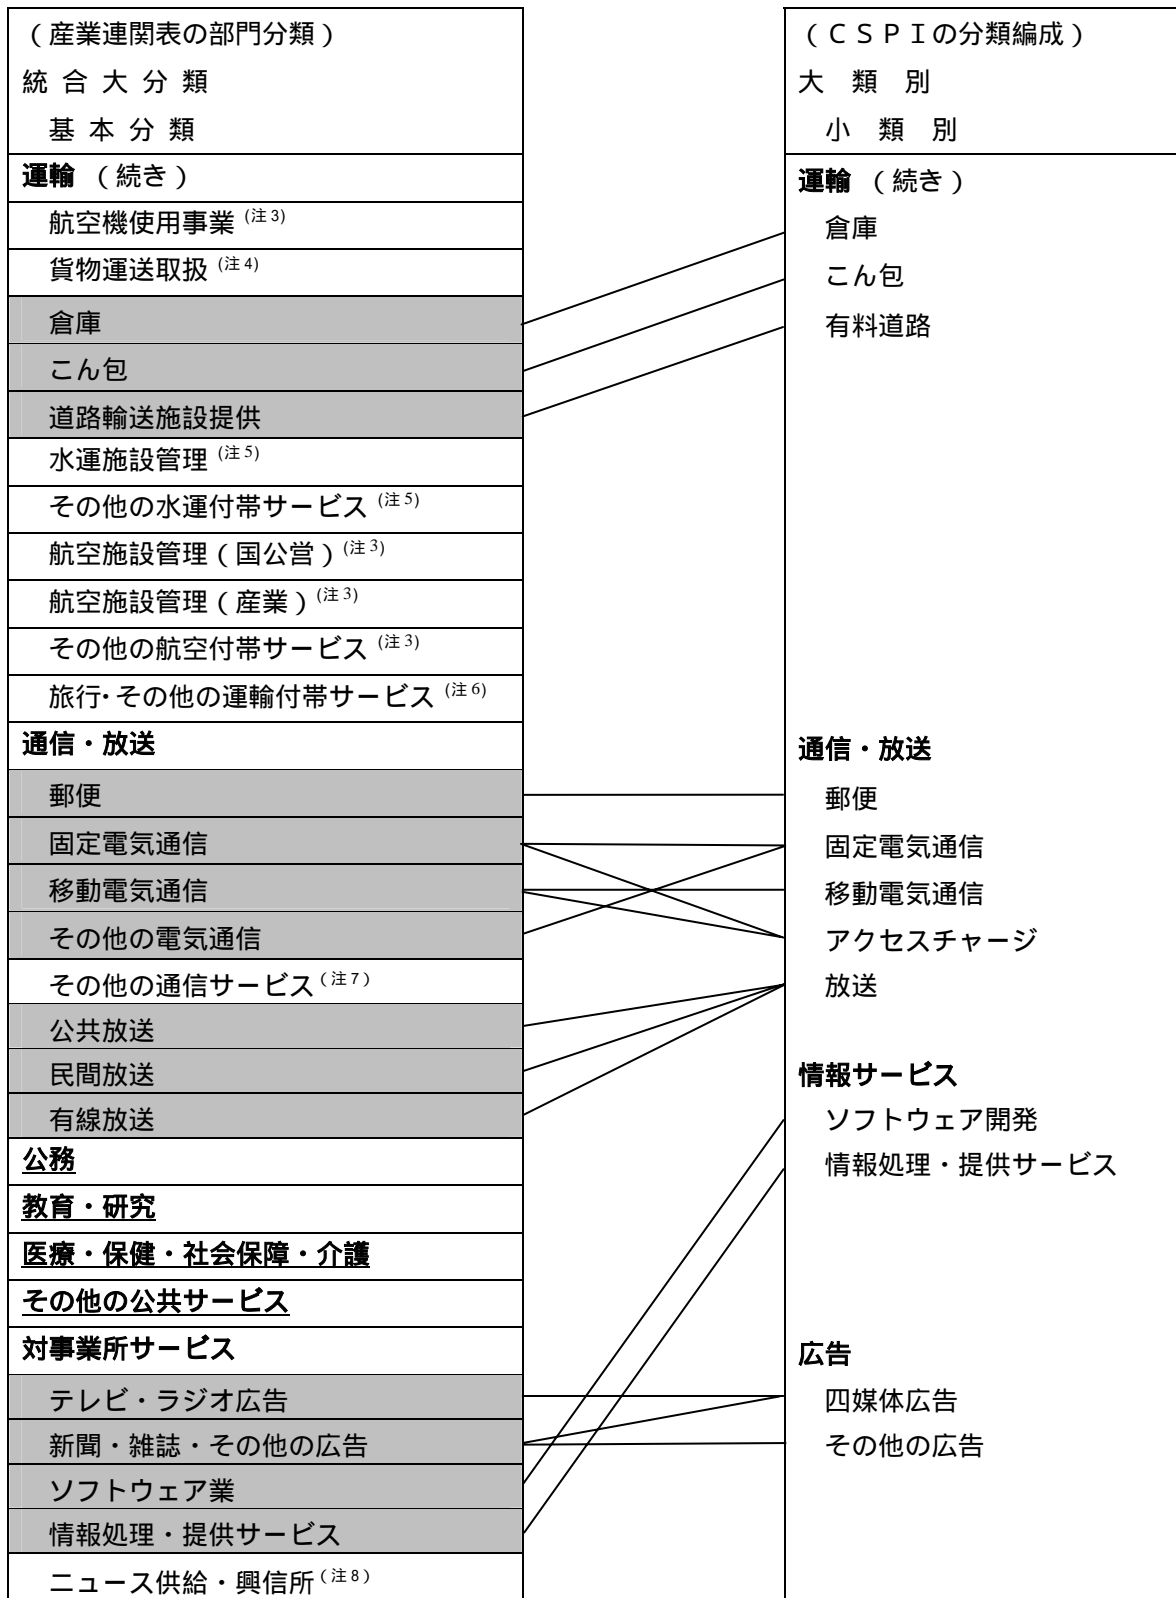 （産業連関表の部門分類）
統 合 大 分 類
基 本 分 類
運輸 （続き）
航空機使用事業 (注3)
貨物運送取扱 (注4)
倉庫
こん包
道路輸送施設提供
水運施設管理 (注5)
その他の水運付帯サービス (注5)
航空施設管理（国公営）(注3)
航空施設管理（産業）(注3)
その他の航空付帯サービス (注3)
旅行・その他の運輸付帯サービス (注6)
通信・放送
郵便
固定電気通信
移動電気通信
その他の電気通信
その他の通信サービス（注7）
公共放送
民間放送
有線放送
公務
教育・研究
医療・保健・社会保障・介護
その他の公共サービス
対事業所サービス
テレビ・ラジオ広告
新聞・雑誌・その他の広告
ソフトウェア業
情報処理・提供サービス
ニュース供給・興信所（注8）
（ＣＳＰＩの分類編成）
大 類 別
小 類 別
運輸 （続き）
倉庫
こん包
有料道路
通信・放送
郵便
固定電気通信
移動電気通信
アクセスチャージ
放送
情報サービス
ソフトウェア開発
情報処理・提供サービス
広告
四媒体広告
その他の広告